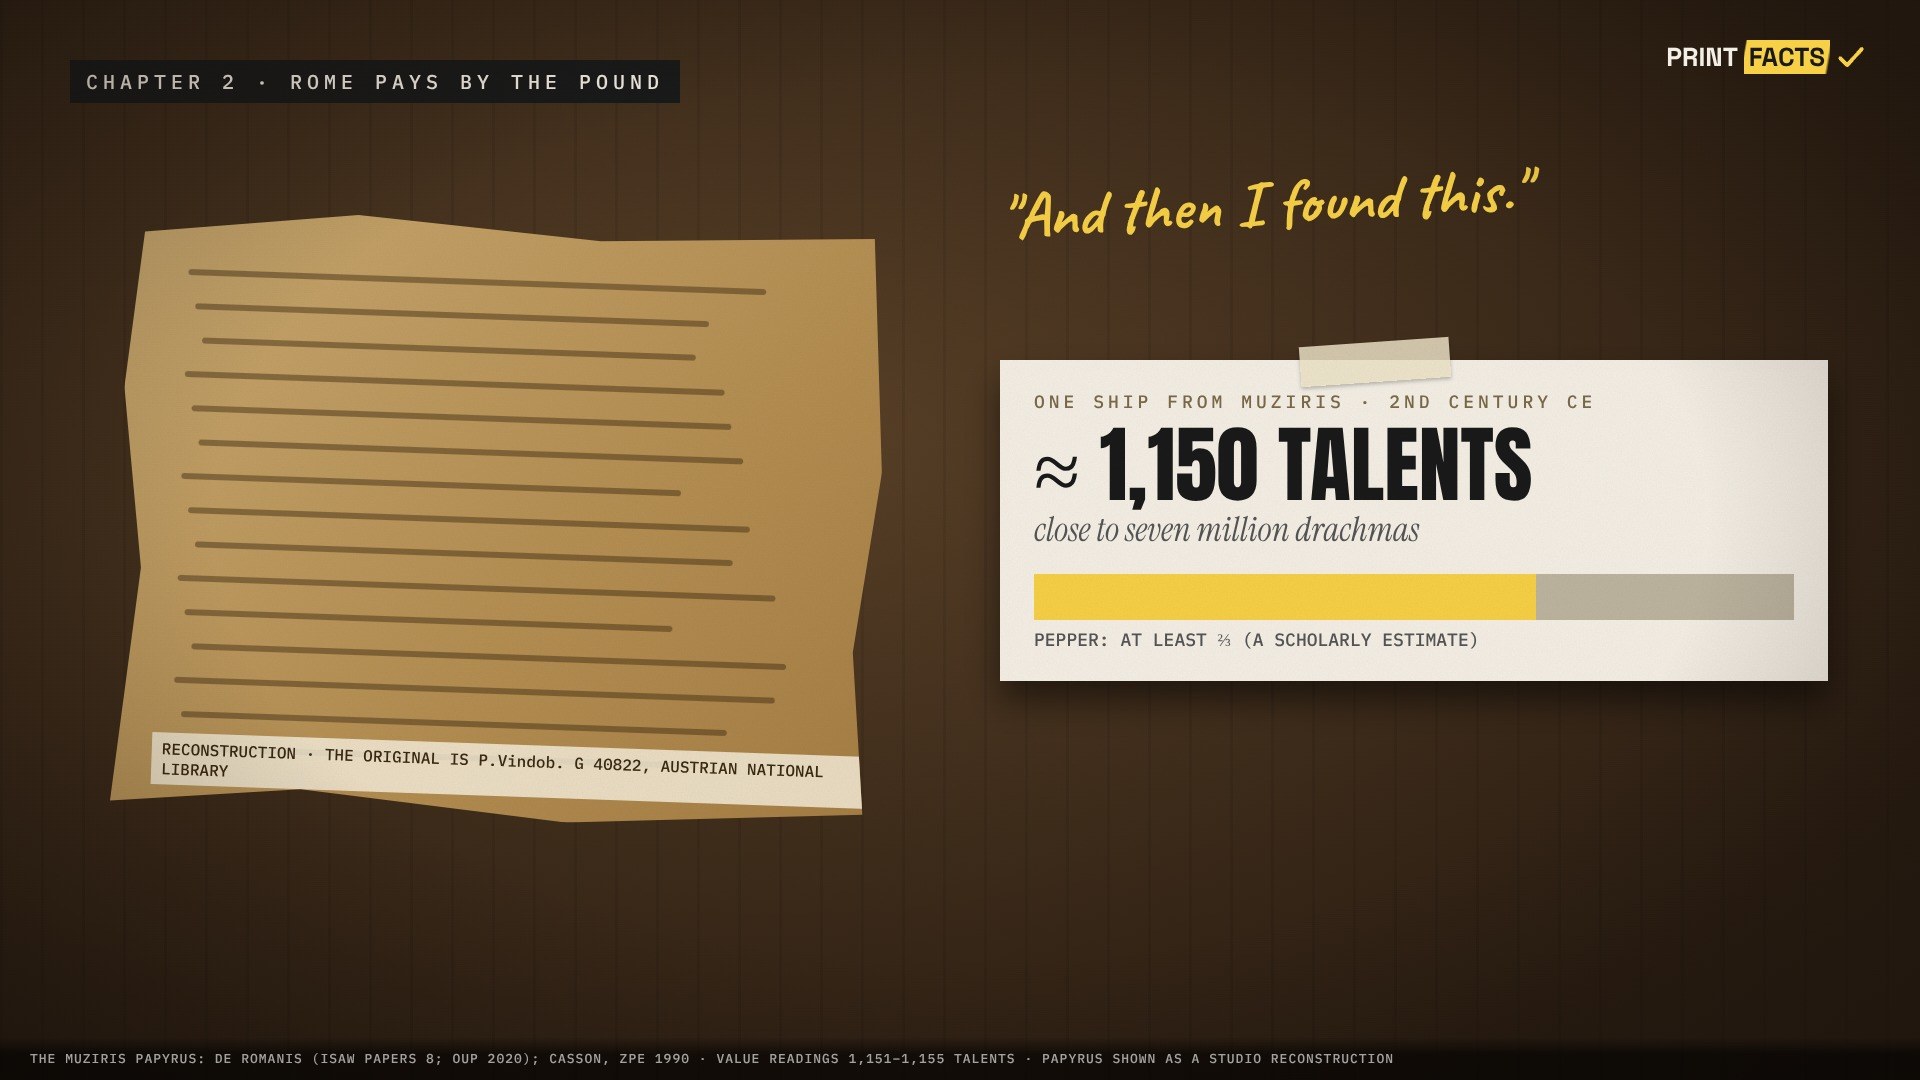 CHAPTER 2 · ROME PAYS BY THE POUND
PRINT FACTS
"And then I found this."
ONE SHIP FROM MUZIRIS · 2ND CENTURY CE
≈ 1,150 TALENTS
close to seven million drachmas
PEPPER: AT LEAST ⅔ (A SCHOLARLY ESTIMATE)
RECONSTRUCTION · THE ORIGINAL IS P.Vindob. G 40822, AUSTRIAN NATIONAL
LIBRARY
THE MUZIRIS PAPYRUS: DE ROMANIS (ISAW PAPERS 8; OUP 2020); CASSON, ZPE 1990 · VALUE READINGS 1,151–1,155 TALENTS · PAPYRUS SHOWN AS A STUDIO RECONSTRUCTION